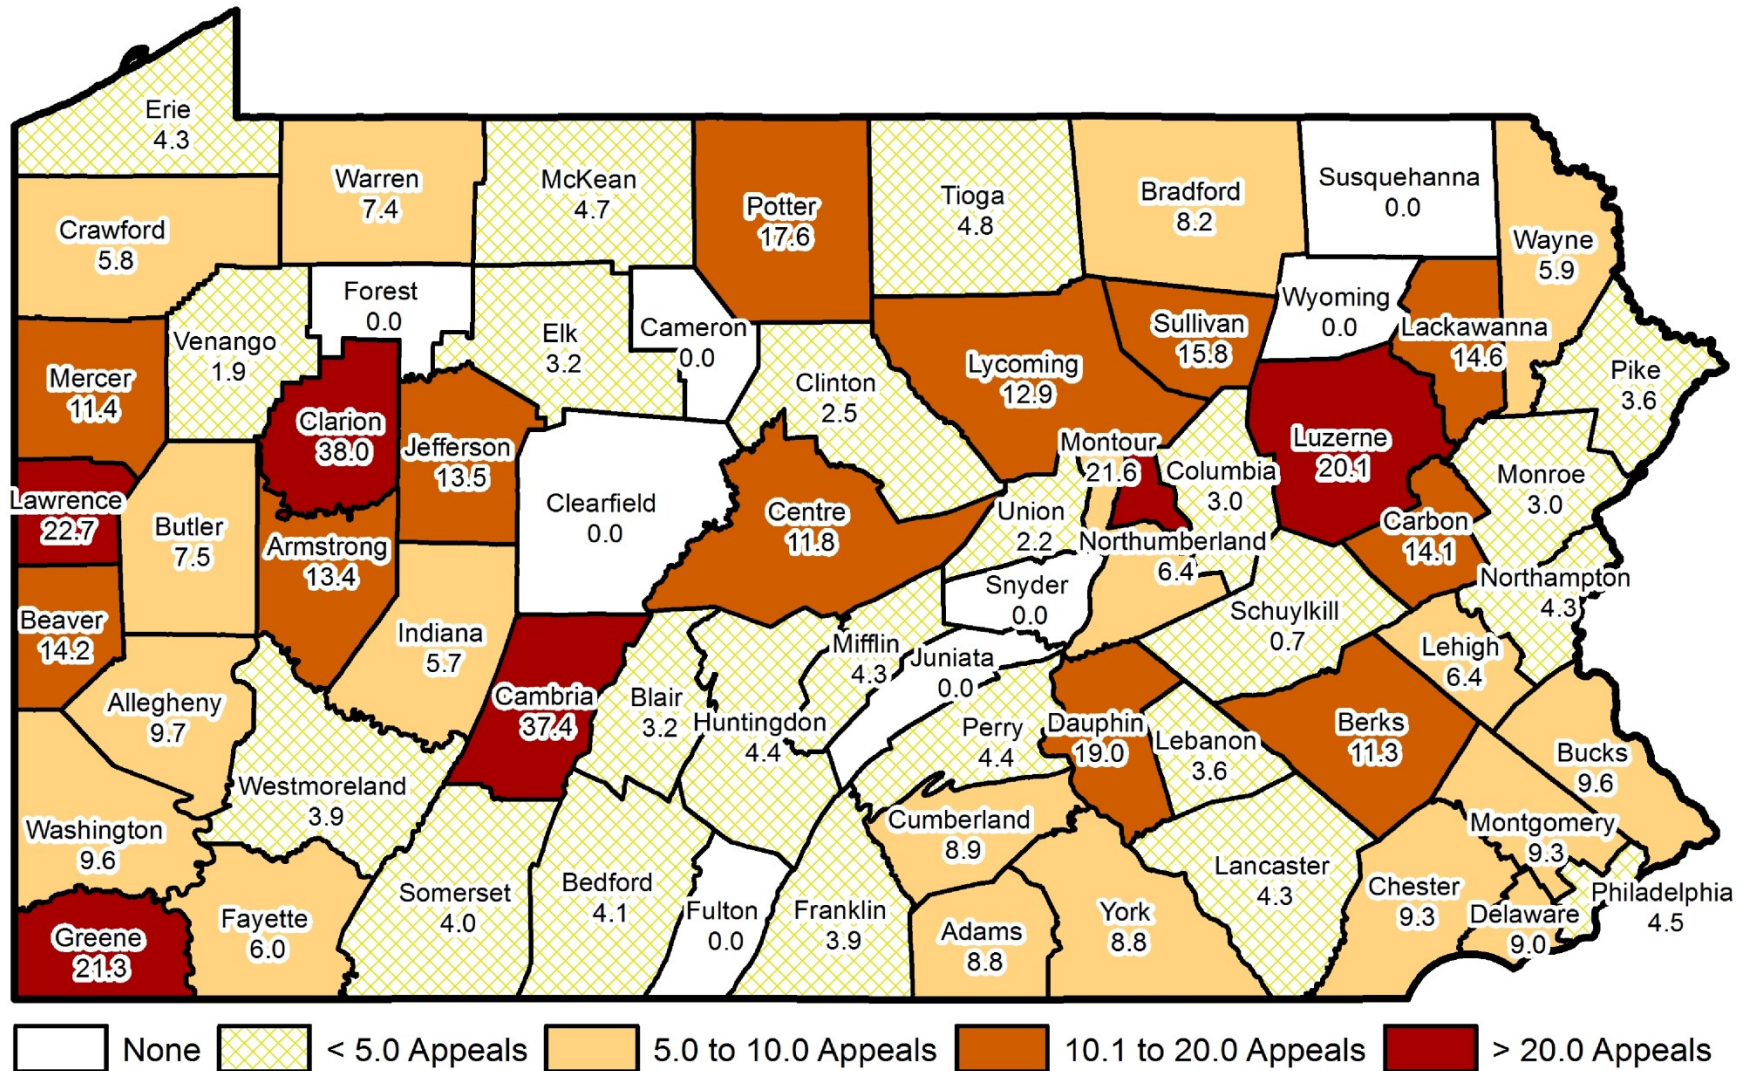 Erie
4.3
Warren
7.4
McKean
4.7
Potter
17.6
Tioga
4.8
Bradford
8.2
Susquehanna
0.0
Wayne
5.9
Crawford
5.8
Forest
0.0
Venango
1.9
Elk
3.2
Cameron
0.0
Lycoming
12.9
Sullivan
15.8
Wyoming
0.0
Lackawanna
14.6
Pike
3.6
Mercer
11.4
Clarion
38.0
Jefferson
13.5
Clinton
2.5
Montour
21.6
Columbia
3.0
Luzerne
20.1
Monroe
3.0
Lawrence
22.7
Butler
7.5
Armstrong
13.4
Clearfield
0.0
Centre
11.8
Union
2.2
Northumberland
6.4
Carbon
14.1
Northampton
4.3
Snyder
0.0
Schuylkill
0.7
Lehigh
6.4
Beaver
14.2
Indiana
5.7
Mifflin
4.3
Juniata
0.0
Allegheny
9.7
Cambria
37.4
Blair
3.2
Huntingdon
4.4
Perry
4.4
Dauphin
19.0
Lebanon
3.6
Berks
11.3
Bucks
9.6
Westmoreland
3.9
Washington
9.6
Cumberland
8.9
Montgomery
9.3
Lancaster
4.3
Chester
9.3
Philadelphia
4.5
Delaware
9.0
Greene
21.3
Fayette
6.0
Somerset
4.0
Bedford
4.1
Fulton
0.0
Franklin
3.9
Adams
8.8
York
8.8
None
< 5.0 Appeals
5.0 to 10.0 Appeals
10.1 to 20.0 Appeals
> 20.0 Appeals